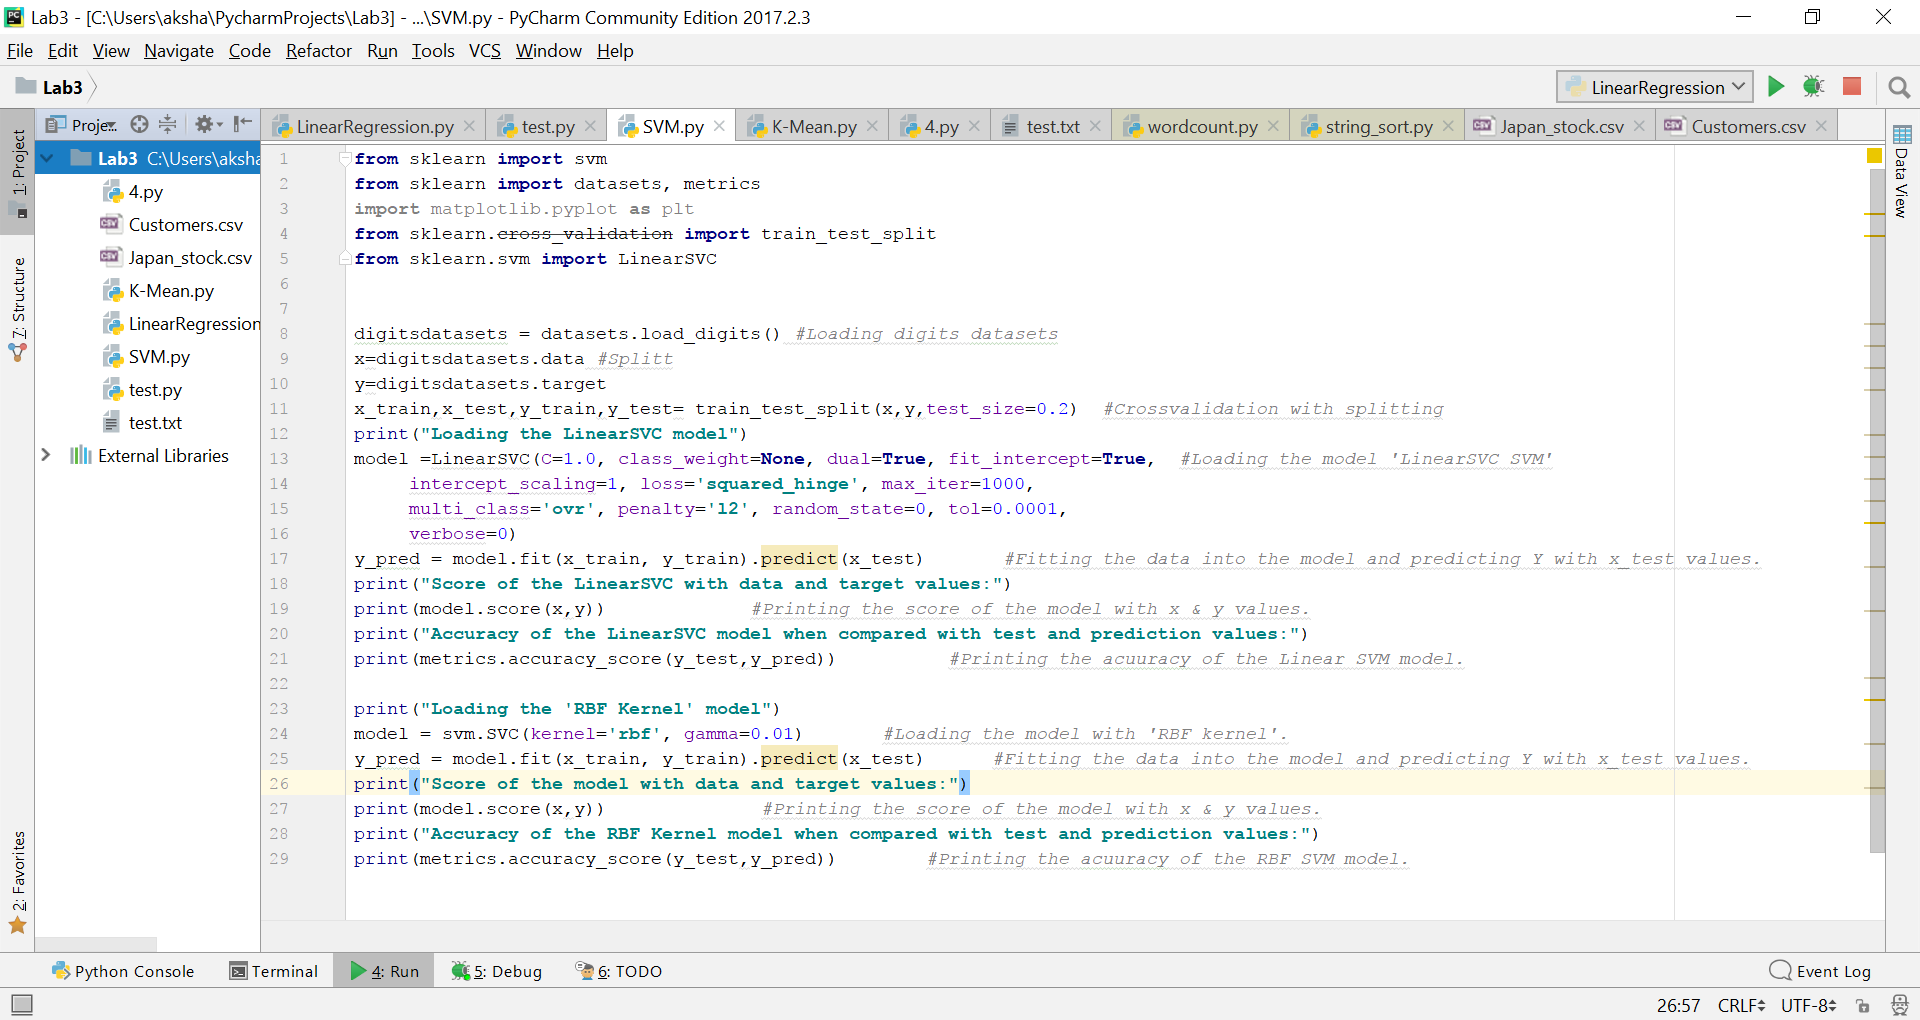 Lab3 - [C:\Users\aksha\PycharmProjects\Lab3] - ...\SVM.py - PyCharm Community Edition 2017.2.3
File Edit View Navigate Code Refactor Run Tools VCS Window Help
Lab3
LinearRegression
Projec
LinearRegression.py test.py SVM.py K-Mean.py 4.py test.txt wordcount.py string_sort.py Japan_stock.csv Customers.csv
1: Project
7: Structure
2: Favorites
Data View
Lab3 C:\Users\aksha
4.py
Customers.csv
Japan_stock.csv
K-Mean.py
LinearRegression
SVM.py
test.py
test.txt
External Libraries
1 from sklearn import svm
2 from sklearn import datasets, metrics
3 import matplotlib.pyplot as plt
4 from sklearn.cross_validation import train_test_split
5 from sklearn.svm import LinearSVC
6
7
8 digitsdatasets = datasets.load_digits() #Loading digits datasets
9 x=digitsdatasets.data #Splitt
10 y=digitsdatasets.target
11 x_train,x_test,y_train,y_test= train_test_split(x,y,test_size=0.2) #Crossvalidation with splitting
12 print("Loading the LinearSVC model")
13 model =LinearSVC(C=1.0, class_weight=None, dual=True, fit_intercept=True, #Loading the model 'LinearSVC SVM'
14 intercept_scaling=1, loss='squared_hinge', max_iter=1000,
15 multi_class='ovr', penalty='l2', random_state=0, tol=0.0001,
16 verbose=0)
17 y_pred = model.fit(x_train, y_train).predict(x_test) #Fitting the data into the model and predicting Y with x_test values.
18 print("Score of the LinearSVC with data and target values:")
19 print(model.score(x,y)) #Printing the score of the model with x & y values.
20 print("Accuracy of the LinearSVC model when compared with test and prediction values:")
21 print(metrics.accuracy_score(y_test,y_pred)) #Printing the acuuracy of the Linear SVM model.
22
23 print("Loading the 'RBF Kernel' model")
24 model = svm.SVC(kernel='rbf', gamma=0.01) #Loading the model with 'RBF kernel'.
25 y_pred = model.fit(x_train, y_train).predict(x_test) #Fitting the data into the model and predicting Y with x_test values.
26 print("Score of the model with data and target values:")
27 print(model.score(x,y)) #Printing the score of the model with x & y values.
28 print("Accuracy of the RBF Kernel model when compared with test and prediction values:")
29 print(metrics.accuracy_score(y_test,y_pred)) #Printing the acuuracy of the RBF SVM model.
Python Console Terminal 4: Run 5: Debug 6: TODO Event Log
26:57 CRLF UTF-8